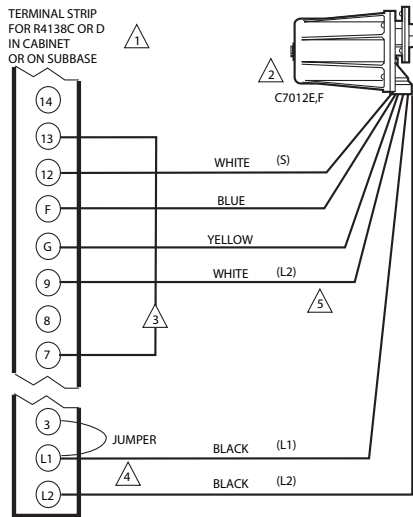 TERMINAL STRIP
FOR R4138C OR D
IN CABINET
OR ON SUBBASE
1
2
C7012E,F
14
13
12
WHITE (S)
F
BLUE
G
YELLOW
9
WHITE (L2)
5
8
3
7
3
JUMPER
L1
BLACK (L1)
4
L2
BLACK (L2)